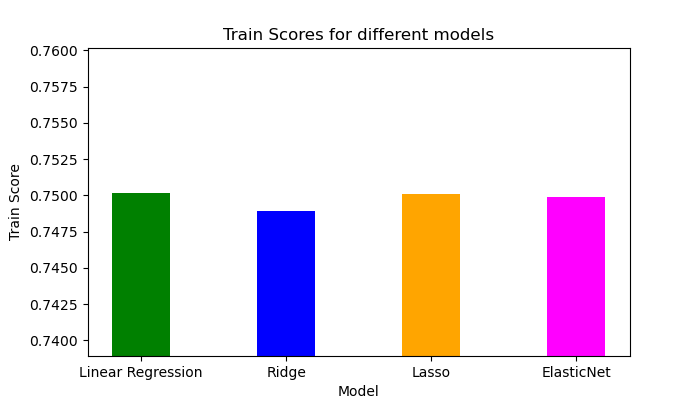 Train Scores for different models
0.7600
0.7575
0.7550
0.7525
0.7500
0.7475
0.7450
0.7425
0.7400
Train Score
Linear Regression Ridge Lasso ElasticNet
Model